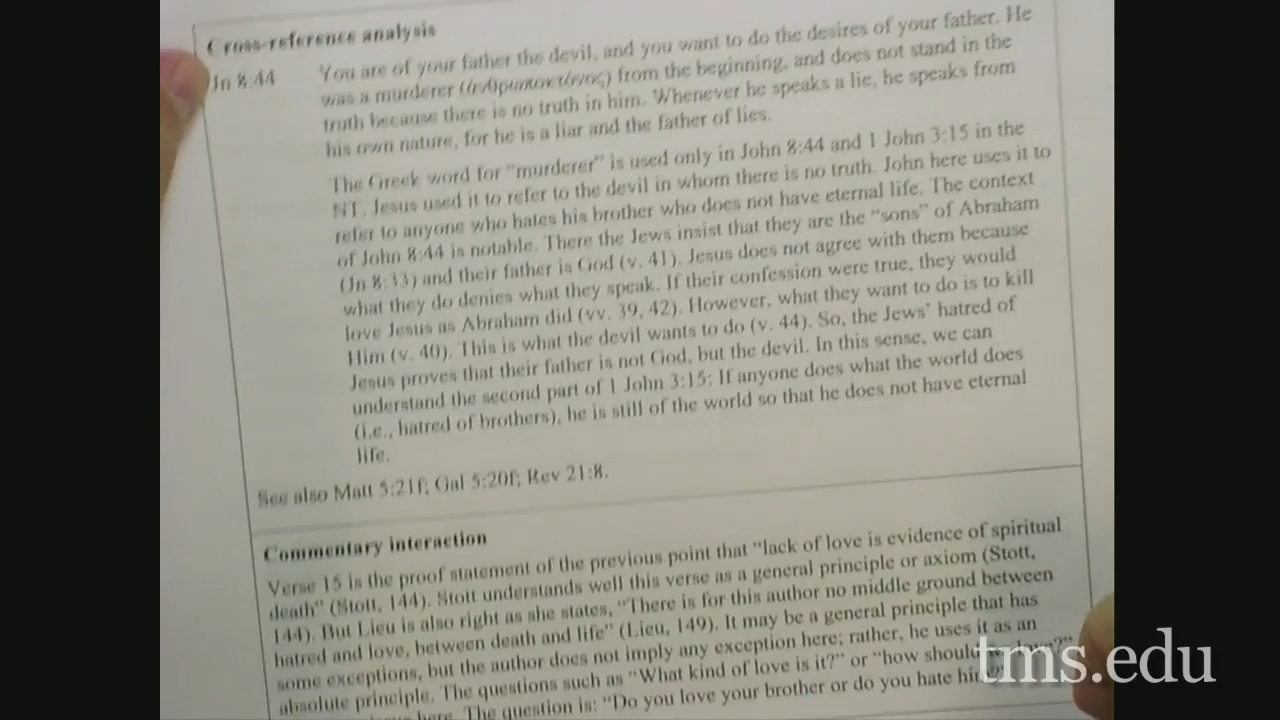 Cross-reference analysis
Jn 8:44 You are of your father the devil, and you want to do the desires of your father. He
was a murderer (ἀνθρωποκτόνος) from the beginning, and does not stand in the
truth because there is no truth in him. Whenever he speaks a lie, he speaks from
his own nature, for he is a liar and the father of lies.
The Greek word for "murderer" is used only in John 8:44 and 1 John 3:15 in the
NT. Jesus used it to refer to the devil in whom there is no truth. John here uses it to
refer to anyone who hates his brother who does not have eternal life. The context
of John 8:44 is notable. There the Jews insist that they are the "sons" of Abraham
(Jn 8:33) and their father is God (v. 41). Jesus does not agree with them because
what they do denies what they speak. If their confession were true, they would
love Jesus as Abraham did (vv. 39, 42). However, what they want to do is to kill
Him (v. 40). This is what the devil wants to do (v. 44). So, the Jews' hatred of
Jesus proves that their father is not God, but the devil. In this sense, we can
understand the second part of 1 John 3:15: If anyone does what the world does
(i.e., hatred of brothers), he is still of the world so that he does not have eternal
life.
See also Matt 5:21f; Gal 5:20f; Rev 21:8.
Commentary interaction
Verse 15 is the proof statement of the previous point that "lack of love is evidence of spiritual
death" (Stott, 144). Stott understands well this verse as a general principle or axiom (Stott,
144). But Lieu is also right as she states, "There is for this author no middle ground between
hatred and love, between death and life" (Lieu, 149). It may be a general principle that has
some exceptions, but the author does not imply any exception here; rather, he uses it as an
absolute principle. The questions such as "What kind of love is it?" or "how should
here. The question is: "Do you love your brother or do you hate
tms.edu